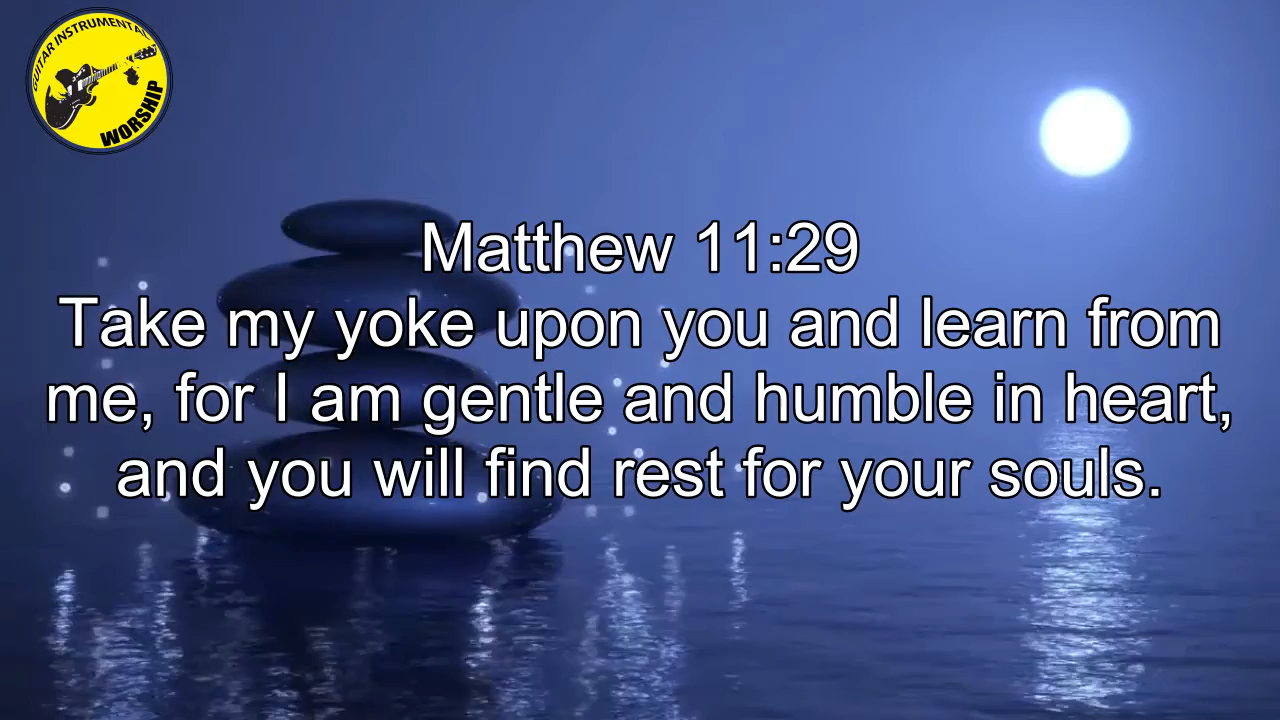 GUITAR INSTRUMENTAL
WORSHIP
Matthew 11:29
Take my yoke upon you and learn from
me, for I am gentle and humble in heart,
and you will find rest for your souls.